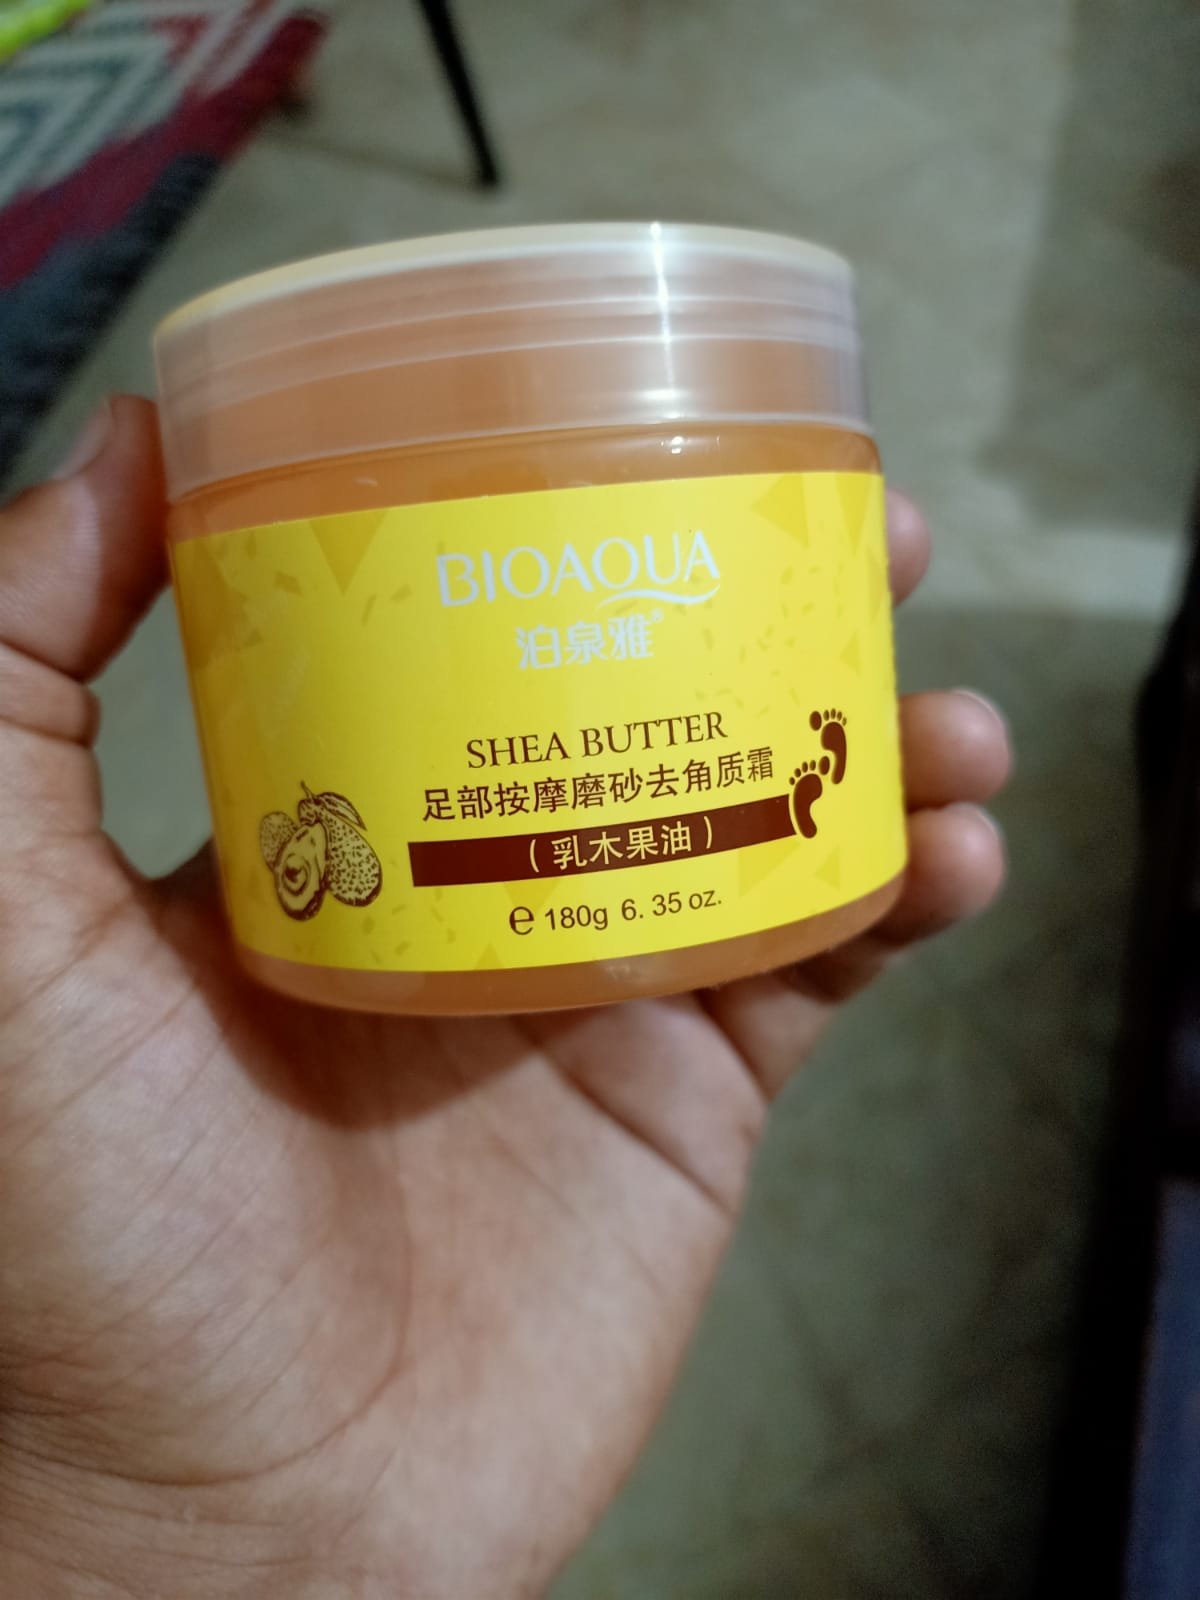 BIOAQUA
泊泉雅®
SHEA BUTTER
足部按摩磨砂去角质霜
(乳木果油)
℮ 180g 6.35 oz.